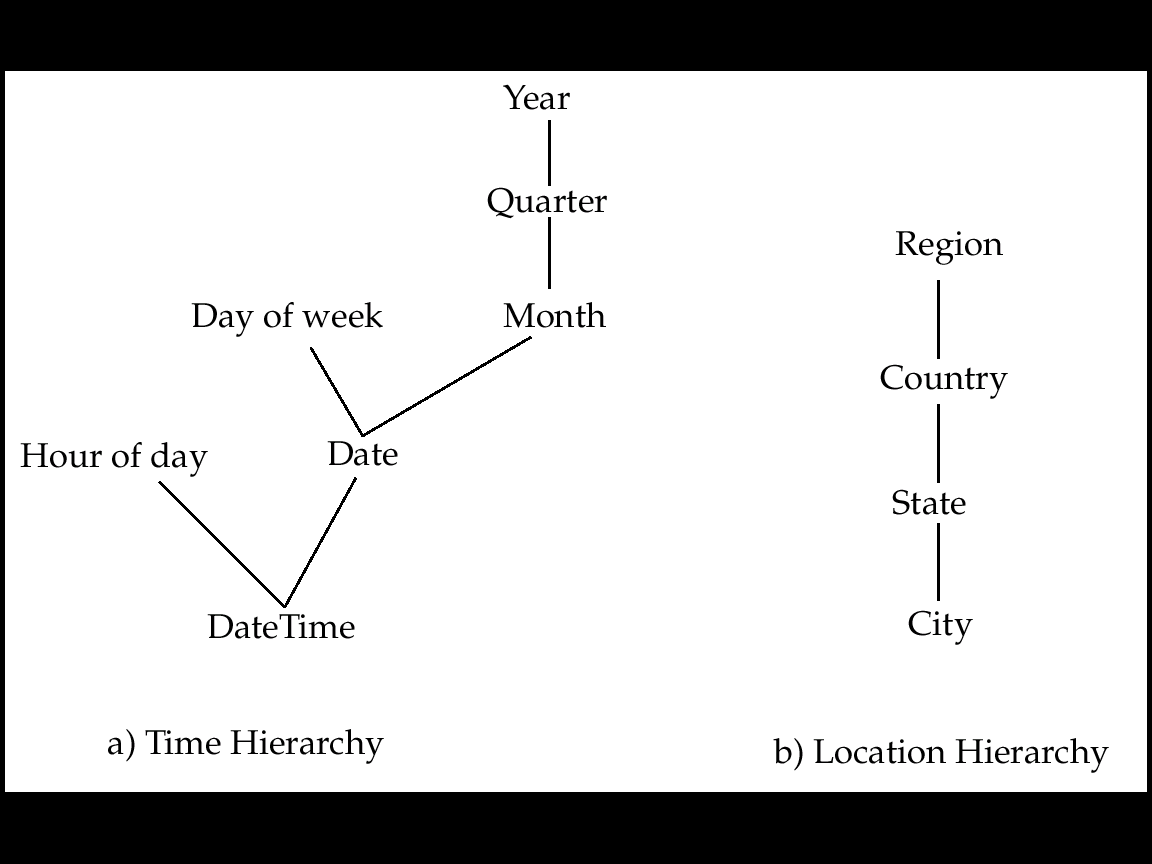 Year
Quarter
Region
Day of week
Month
Country
Hour of day
Date
State
DateTime
City
a) Time Hierarchy
b) Location Hierarchy